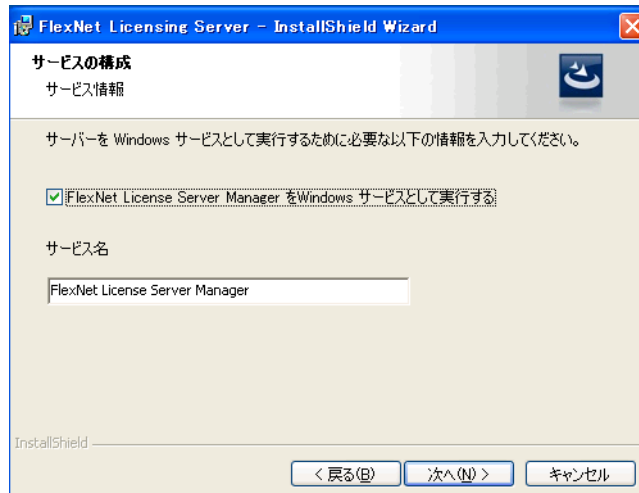 FlexNet Licensing Server - InstallShield Wizard
サービスの構成
サービス情報
サーバーを Windows サービスとして実行するために必要な以下の情報を入力してください。
FlexNet License Server Manager をWindows サービスとして実行する
サービス名
FlexNet License Server Manager
InstallShield
< 戻る(B)
次へ(N) >
キャンセル